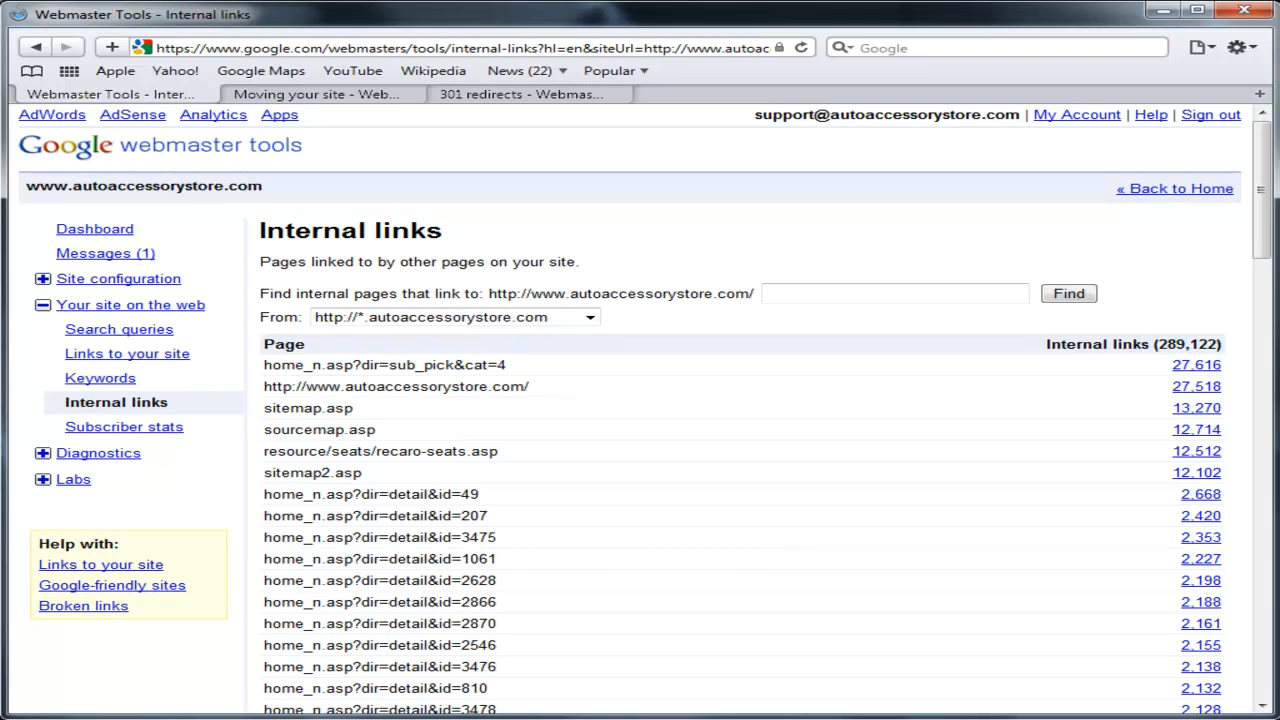 Webmaster Tools - Internal links
https://www.google.com/webmasters/tools/internal-links?hl=en&siteUrl=http://www.autoac
Google
Apple Yahoo! Google Maps YouTube Wikipedia News (22) Popular
Webmaster Tools - Inter... Moving your site - Web... 301 redirects - Webmas...
AdWords AdSense Analytics Apps support@autoaccessorystore.com | My Account | Help | Sign out
Google webmaster tools
www.autoaccessorystore.com « Back to Home
Dashboard
Messages (1)
Site configuration
Your site on the web
Search queries
Links to your site
Keywords
Internal links
Subscriber stats
Diagnostics
Labs
Help with:
Links to your site
Google-friendly sites
Broken links
Internal links
Pages linked to by other pages on your site.
Find internal pages that link to: http://www.autoaccessorystore.com/ Find
From: http://*.autoaccessorystore.com
Page Internal links (289,122)
home_n.asp?dir=sub_pick&cat=4 27,616
http://www.autoaccessorystore.com/ 27,518
sitemap.asp 13,270
sourcemap.asp 12,714
resource/seats/recaro-seats.asp 12,512
sitemap2.asp 12,102
home_n.asp?dir=detail&id=49 2,668
home_n.asp?dir=detail&id=207 2,420
home_n.asp?dir=detail&id=3475 2,353
home_n.asp?dir=detail&id=1061 2,227
home_n.asp?dir=detail&id=2628 2,198
home_n.asp?dir=detail&id=2866 2,188
home_n.asp?dir=detail&id=2870 2,161
home_n.asp?dir=detail&id=2546 2,155
home_n.asp?dir=detail&id=3476 2,138
home_n.asp?dir=detail&id=810 2,132
home_n.asp?dir=detail&id=3478 2,128